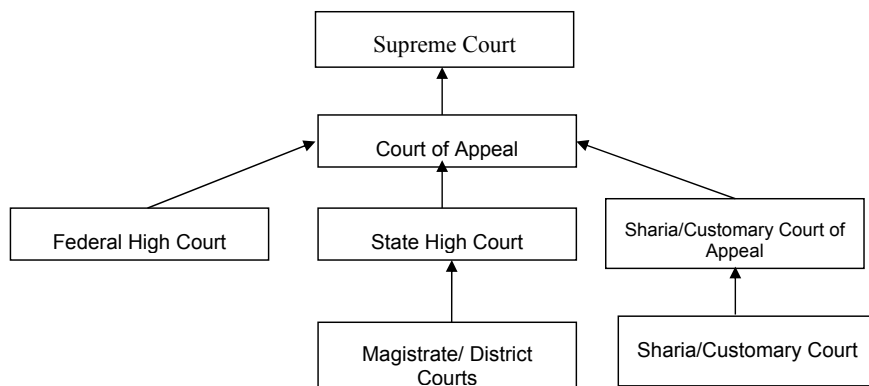 Supreme Court
Court of Appeal
Federal High Court
State High Court
Sharia/Customary Court of
Appeal
Magistrate/ District
Courts
Sharia/Customary Court